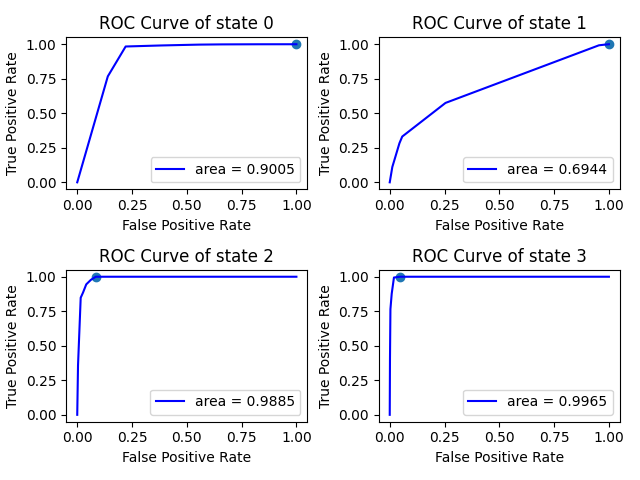 ROC Curve of state 0
True Positive Rate
1.00
0.75
0.50
0.25
0.00
area = 0.9005
0.00 0.25 0.50 0.75 1.00
False Positive Rate
ROC Curve of state 1
True Positive Rate
1.00
0.75
0.50
0.25
0.00
area = 0.6944
0.00 0.25 0.50 0.75 1.00
False Positive Rate
ROC Curve of state 2
True Positive Rate
1.00
0.75
0.50
0.25
0.00
area = 0.9885
0.00 0.25 0.50 0.75 1.00
False Positive Rate
ROC Curve of state 3
True Positive Rate
1.00
0.75
0.50
0.25
0.00
area = 0.9965
0.00 0.25 0.50 0.75 1.00
False Positive Rate